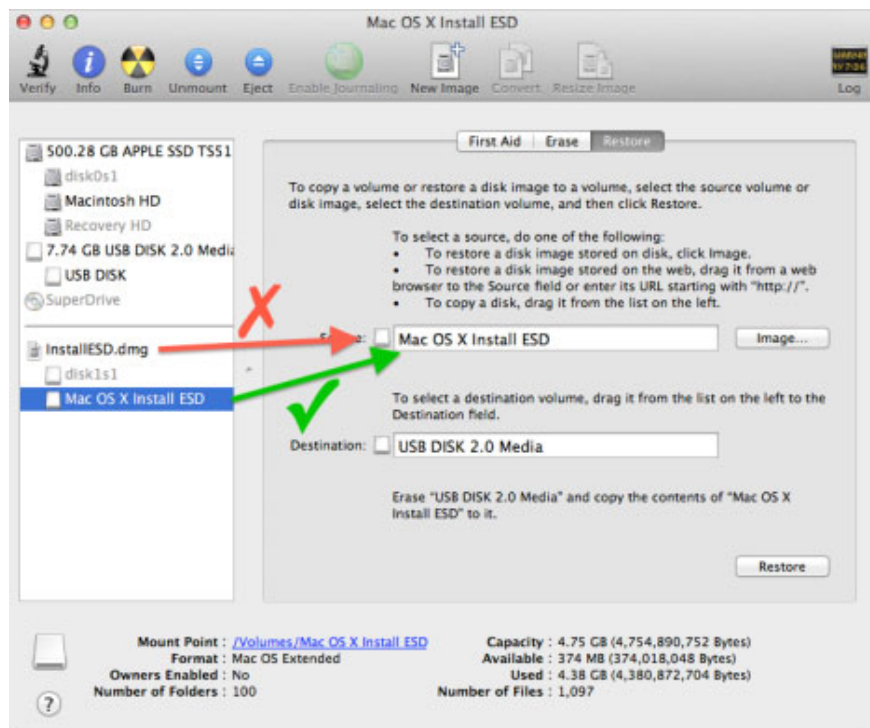 Mac OS X Install ESD
Verify Info Burn Unmount Eject Enable Journaling New Image Convert Resize Image Log
500.28 GB APPLE SSD TS51
disk0s1
Macintosh HD
Recovery HD
7.74 GB USB DISK 2.0 Media
USB DISK
SuperDrive
InstallESD.dmg
disk1s1
Mac OS X Install ESD
First Aid Erase Restore
To copy a volume or restore a disk image to a volume, select the source volume or
disk image, select the destination volume, and then click Restore.
To select a source, do one of the following:
• To restore a disk image stored on disk, click Image.
• To restore a disk image stored on the web, drag it from a web
browser to the Source field or enter its URL starting with "http://".
• To copy a disk, drag it from the list on the left.
Mac OS X Install ESD Image...
To select a destination volume, drag it from the list on the left to the
Destination field.
Destination: USB DISK 2.0 Media
Erase "USB DISK 2.0 Media" and copy the contents of "Mac OS X
Install ESD" to it.
Restore
Mount Point : /Volumes/Mac OS X Install ESD
Format : Mac OS Extended
Owners Enabled : No
Number of Folders : 100
Capacity : 4.75 GB (4,754,890,752 Bytes)
Available : 374 MB (374,018,048 Bytes)
Used : 4.38 GB (4,380,872,704 Bytes)
Number of Files : 1,097
?